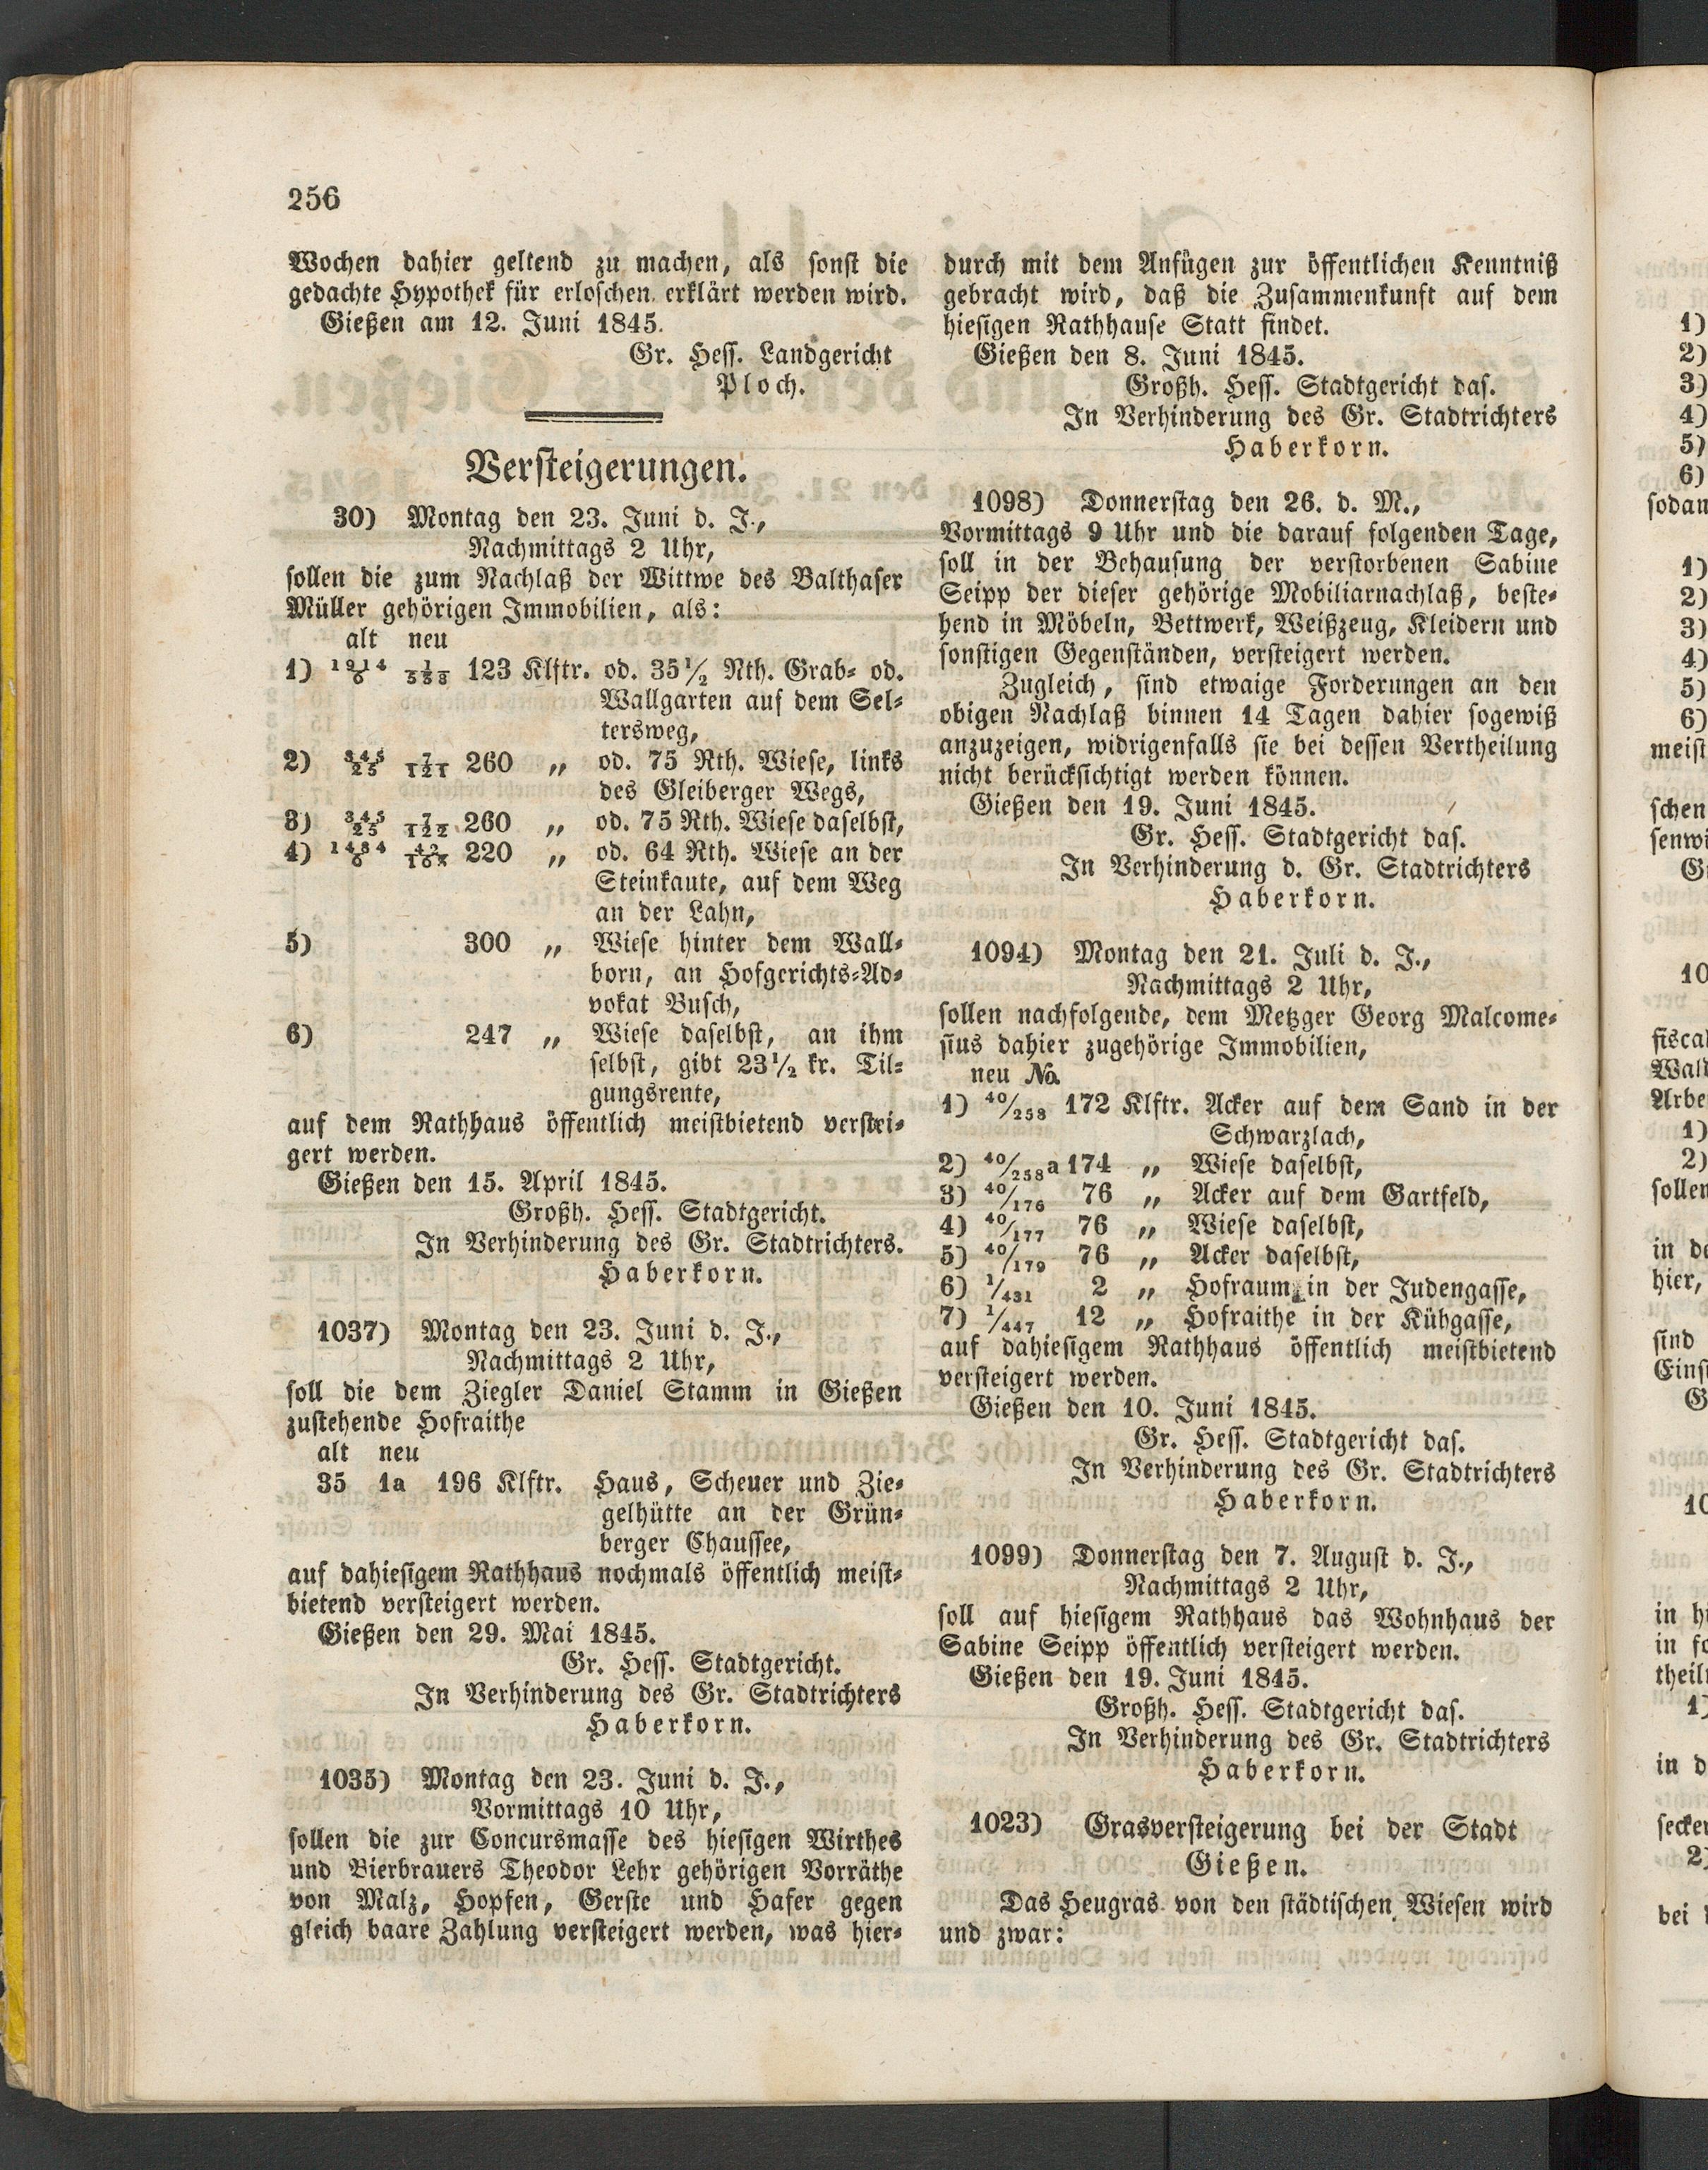 256
Wochen dahier geltend zu machen, als sonst die
gedachte Hypothek für erloschen erklärt werden wird.
Gießen am 12. Juni 1845.
Gr. Hess. Landgericht
Ploch.
Versteigerungen.
30) Montag den 23. Juni d. J.,
Nachmittags 2 Uhr,
sollen die zum Nachlaß der Wittwe des Balthaser
Müller gehörigen Immobilien, als:
alt neu
1) 123 Klftr. od. 35½ Rth. Grab- od.
Wallgarten auf dem Sel-
tersweg,
2) 345/25 7/121 260 „ od. 75 Rth. Wiese, links
des Gleiberger Wegs,
3) 345/25 7/122 260 „ od. 75 Rth. Wiese daselbst,
4) 220 „ od. 64 Rth. Wiese an der
Steinkaute, auf dem Weg
an der Lahn,
5) 300 „ Wiese hinter dem Wall-
born, an Hofgerichts-Ad-
vokat Busch,
6) 247 „ Wiese daselbst, an ihm
selbst, gibt 23½ kr. Til-
gungsrente,
auf dem Rathhaus öffentlich meistbietend verstei-
gert werden.
Gießen den 15. April 1845.
Großh. Hess. Stadtgericht.
In Verhinderung des Gr. Stadtrichters.
Haberkorn.
1037) Montag den 23. Juni d. J.,
Nachmittags 2 Uhr,
soll die dem Ziegler Daniel Stamm in Gießen
zustehende Hofraithe
alt neu
35 1a 196 Klftr. Haus, Scheuer und Zie-
gelhütte an der Grün-
berger Chaussee,
auf dahiesigem Rathhaus nochmals öffentlich meist-
bietend versteigert werden.
Gießen den 29. Mai 1845.
Gr. Hess. Stadtgericht.
In Verhinderung des Gr. Stadtrichters
Haberkorn.
1035) Montag den 23. Juni d. J.,
Vormittags 10 Uhr,
sollen die zur Concursmasse des hiesigen Wirthes
und Bierbrauers Theodor Lehr gehörigen Vorräthe
von Malz, Hopfen, Gerste und Hafer gegen
gleich baare Zahlung versteigert werden, was hier-
durch mit dem Anfügen zur öffentlichen Kenntniß
gebracht wird, daß die Zusammenkunft auf dem
hiesigen Rathhause Statt findet.
Gießen den 8. Juni 1845.
Großh. Hess. Stadtgericht das.
In Verhinderung des Gr. Stadtrichters
Haberkorn.
1098) Donnerstag den 26. d. M.,
Vormittags 9 Uhr und die darauf folgenden Tage,
soll in der Behausung der verstorbenen Sabine
Seipp der dieser gehörige Mobiliarnachlaß, beste-
hend in Möbeln, Bettwerk, Weißzeug, Kleidern und
sonstigen Gegenständen, versteigert werden.
Zugleich, sind etwaige Forderungen an den
obigen Nachlaß binnen 14 Tagen dahier sogewiß
anzuzeigen, widrigenfalls sie bei dessen Vertheilung
nicht berücksichtigt werden können.
Gießen den 19. Juni 1845.
Gr. Hess. Stadtgericht das.
In Verhinderung d. Gr. Stadtrichters
Haberkorn.
1094) Montag den 21. Juli d. J.,
Nachmittags 2 Uhr,
sollen nachfolgende, dem Metzger Georg Malcome-
sius dahier zugehörige Immobilien,
neu No.
1) 40/258 172 Klftr. Acker auf dem Sand in der
Schwarzlach,
2) 40/258 a 174 „ Wiese daselbst,
3) 40/176 76 „ Acker auf dem Gartfeld,
4) 40/177 76 „ Wiese daselbst,
5) 40/179 76 „ Acker daselbst,
6) 1/431 2 „ Hofraum in der Judengasse,
7) 1/447 12 „ Hofraithe in der Kühgasse,
auf dahiesigem Rathhaus öffentlich meistbietend
versteigert werden.
Gießen den 10. Juni 1845.
Gr. Hess. Stadtgericht das.
In Verhinderung des Gr. Stadtrichters
Haberkorn.
1099) Donnerstag den 7. August d. J.,
Nachmittags 2 Uhr,
soll auf hiesigem Rathhaus das Wohnhaus der
Sabine Seipp öffentlich versteigert werden.
Gießen den 19. Juni 1845.
Großh. Hess. Stadtgericht das.
In Verhinderung des Gr. Stadtrichters
Haberkorn.
1023) Grasversteigerung bei der Stadt
Gießen.
Das Heugras von den städtischen Wiesen wird
und zwar: